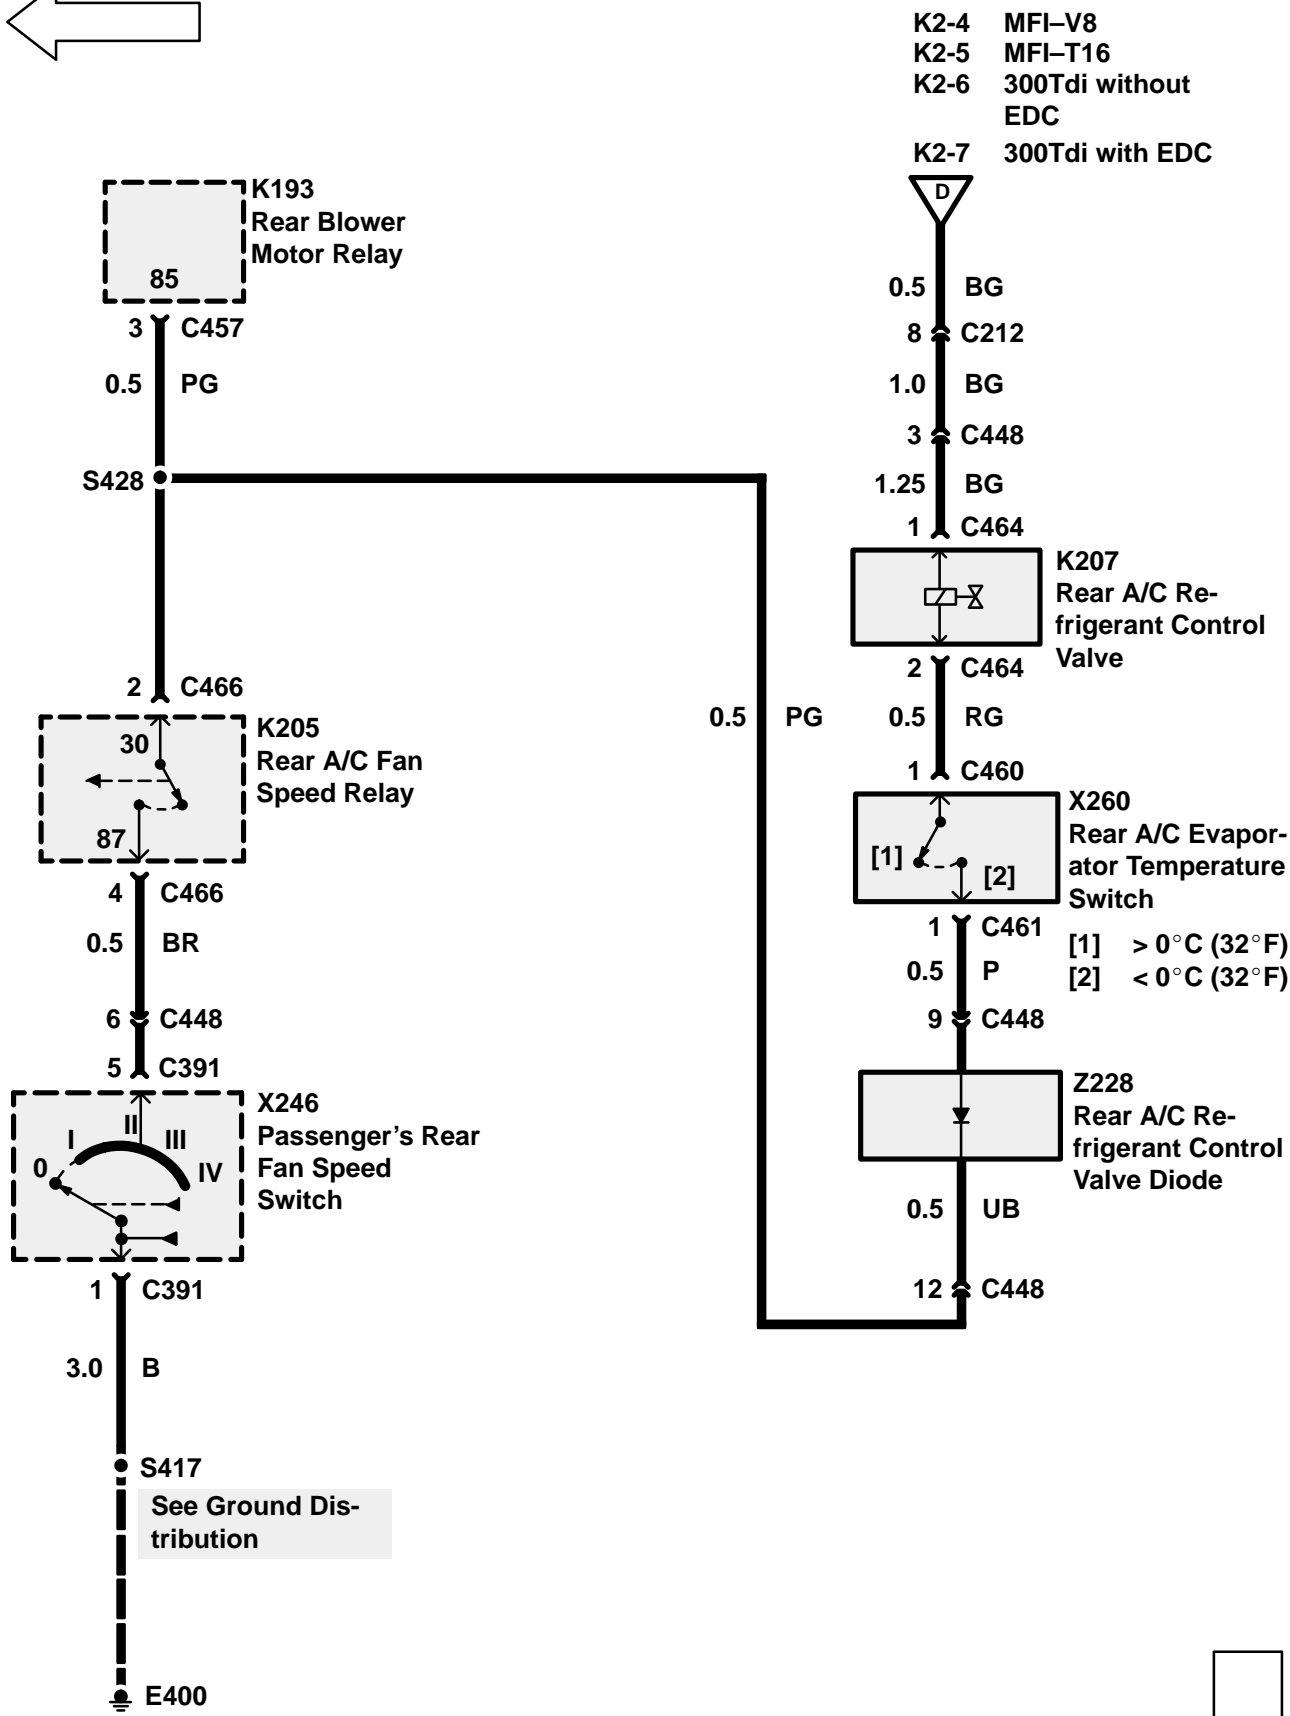 K2-4 MFI–V8
K2-5 MFI–T16
K2-6 300Tdi without
EDC
K2-7 300Tdi with EDC
D
0.5 BG
8 C212
1.0 BG
3 C448
1.25 BG
1 C464
K207
Rear A/C Re-
frigerant Control
Valve
2 C464
0.5 RG
1 C460
X260
Rear A/C Evapor-
ator Temperature
Switch
[1]
[2]
[1] > 0°C (32°F)
[2] < 0°C (32°F)
1 C461
0.5 P
9 C448
Z228
Rear A/C Re-
frigerant Control
Valve Diode
0.5 UB
12 C448
0.5 PG
K193
Rear Blower
Motor Relay
85
3 C457
0.5 PG
S428
2 C466
K205
Rear A/C Fan
Speed Relay
30
87
4 C466
0.5 BR
6 C448
5 C391
X246
Passenger’s Rear
Fan Speed
Switch
0 I II III IV
1 C391
3.0 B
S417
See Ground Dis-
tribution
E400